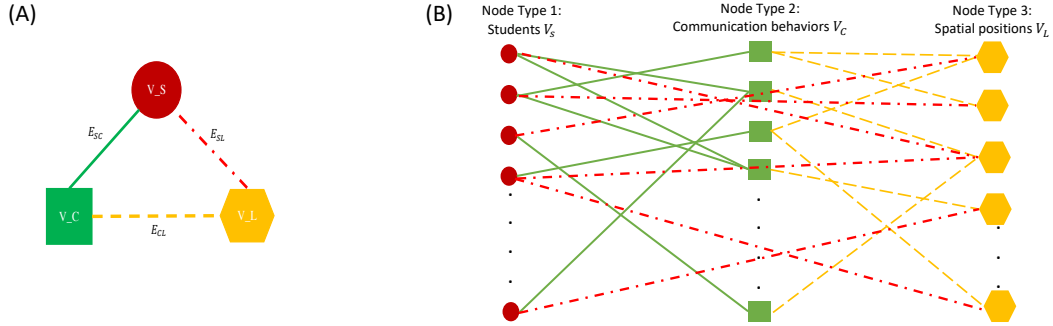 (A)
V_S
E_SC
E_SL
V_C
V_L
E_CL
(B)
Node Type 1:
Students V_S
Node Type 2:
Communication behaviors V_C
Node Type 3:
Spatial positions V_L